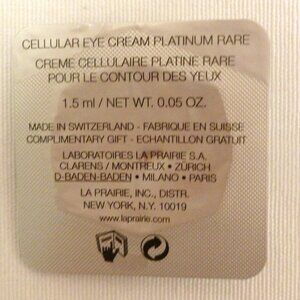 CELLULAR EYE CREAM PLATINUM RARE
CREME CELLULAIRE PLATINE RARE
POUR LE CONTOUR DES YEUX
1.5 ml / NET WT. 0.05 OZ.
MADE IN SWITZERLAND - FABRIQUE EN SUISSE
COMPLIMENTARY GIFT - ECHANTILLON GRATUIT
LABORATOIRES LA PRAIRIE S.A.
CLARENS / MONTREUX • ZÜRICH
D-BADEN-BADEN • MILANO • PARIS
LA PRAIRIE, INC., DISTR.
NEW YORK, N.Y. 10019
www.laprairie.com